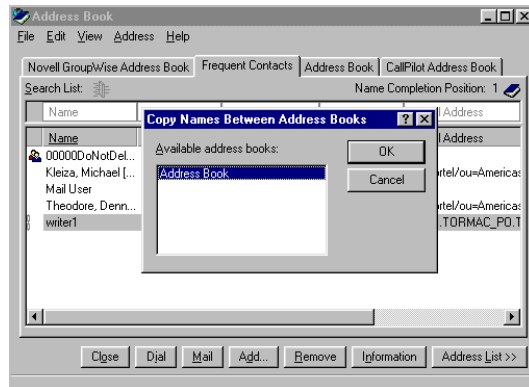 Address Book
File Edit View Address Help
Novell GroupWise Address Book Frequent Contacts Address Book CallPilot Address Book
Search List: Name Completion Position: 1
Name l Address
Copy Names Between Address Books
Name l Address
Available address books:
OK
00000DoNotDel...
Address Book
Kleiza, Michael [... rtel/ou=Americas
Cancel
Mail User
Theodore, Denn... rtel/ou=Americas
writer1 .TORMAC_PO.T
Close Dial Mail Add... Remove Information Address List >>